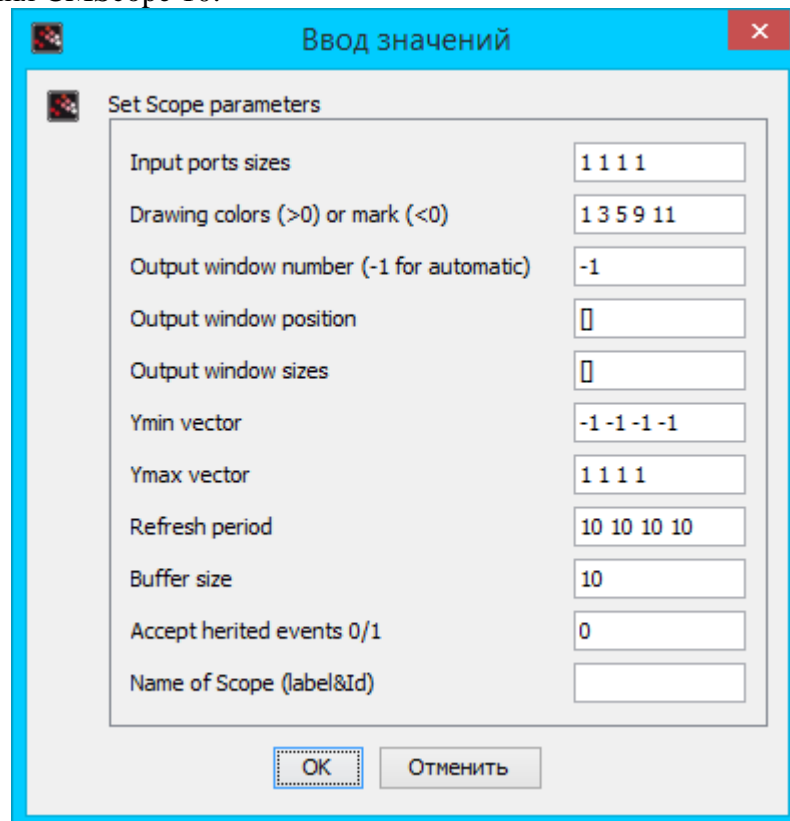 CMScope 10.
Ввод значений
Set Scope parameters
Input ports sizes 1 1 1 1
Drawing colors (>0) or mark (<0) 1 3 5 9 11
Output window number (-1 for automatic) -1
Output window position []
Output window sizes []
Ymin vector -1 -1 -1 -1
Ymax vector 1 1 1 1
Refresh period 10 10 10 10
Buffer size 10
Accept herited events 0/1 0
Name of Scope (label&Id)
OK Отменить